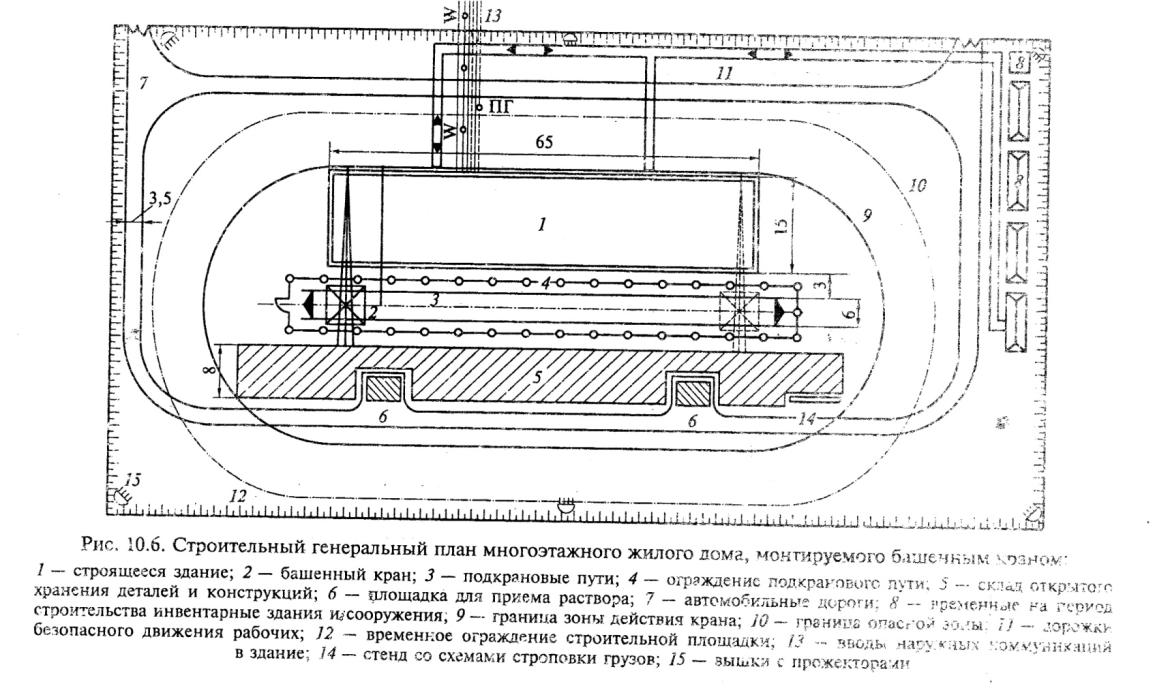 W
13
7
8
11
ПГ
W
65
3,5
10
8
9
1
15
4
3
3
2
6
8
5
6
6
14
15
12
Рис. 10.6. Строительный генеральный план многоэтажного жилого дома, монтируемого башенным краном:
1 — строящееся здание; 2 — башенный кран; 3 — подкрановые пути; 4 — ограждение подкранового пути; 5 — склад открытого
хранения деталей и конструкций; 6 — площадка для приема раствора; 7 — автомобильные дороги; 8 — временные на период
строительства инвентарные здания и сооружения; 9 — граница зоны действия крана; 10 — граница опасной зоны; 11 — дорожки
безопасного движения рабочих; 12 — временное ограждение строительной площадки; 13 — вводы наружных коммуникаций
в здание; 14 — стенд со схемами строповки грузов; 15 — вышки с прожекторами